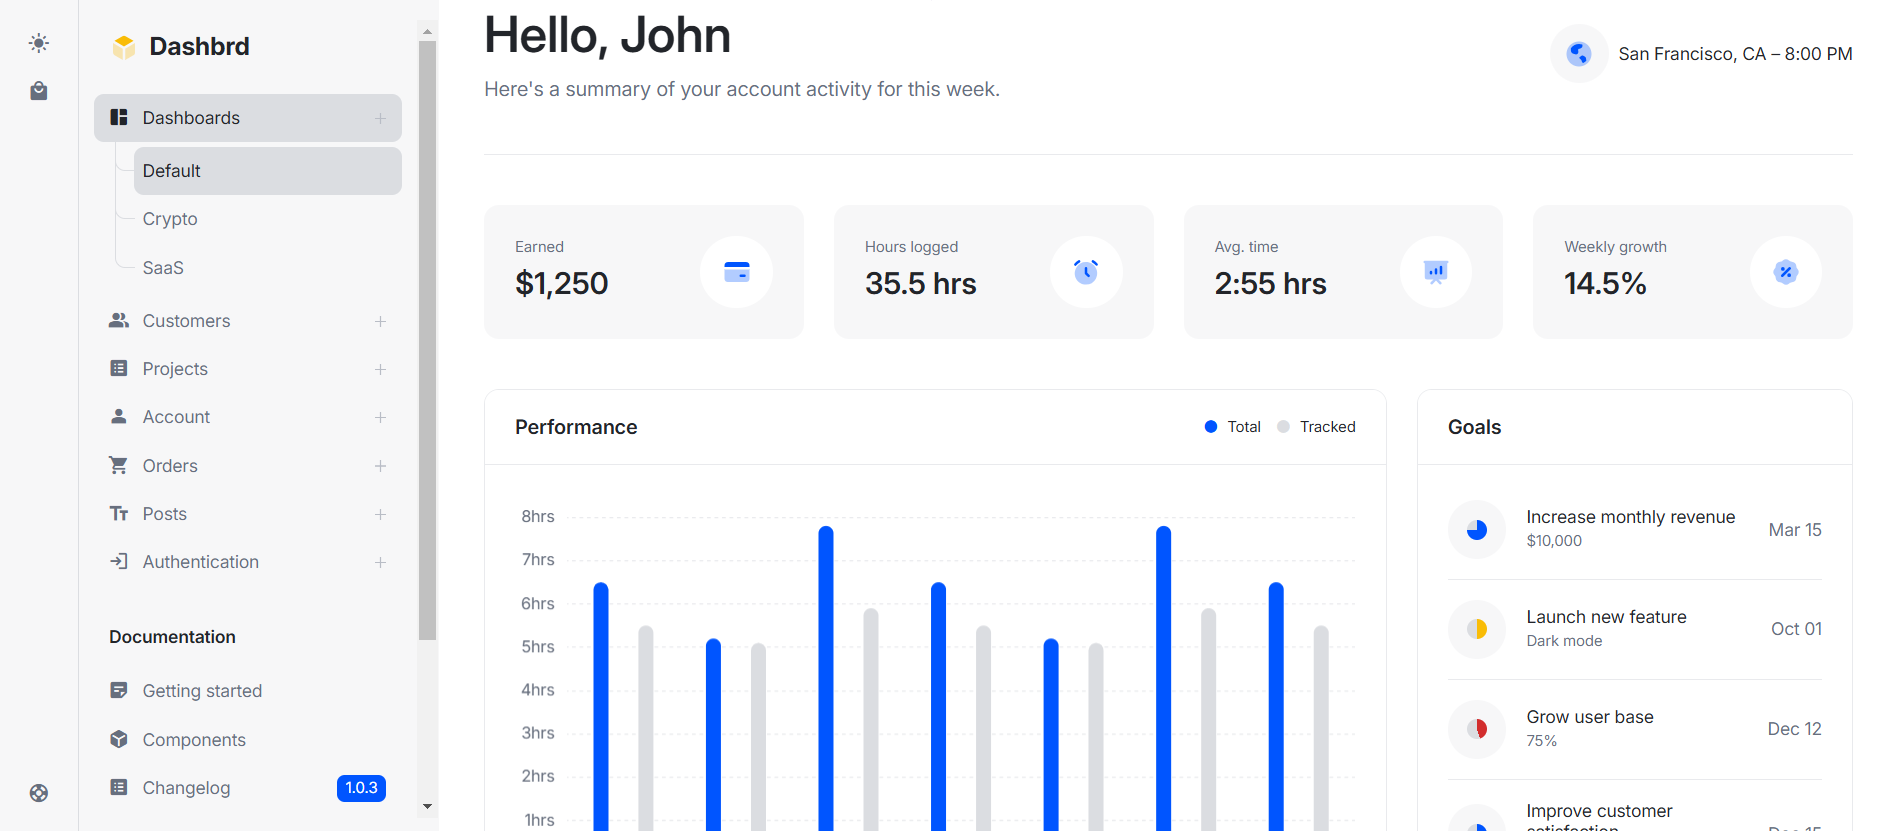 Dashbrd
Dashboards
Default
Crypto
SaaS
Customers
Projects
Account
Orders
Posts
Authentication
Documentation
Getting started
Components
Changelog
1.0.3
Hello, John
Here's a summary of your account activity for this week.
San Francisco, CA – 8:00 PM
Earned
$1,250
Hours logged
35.5 hrs
Avg. time
2:55 hrs
Weekly growth
14.5%
Performance
Total
Tracked
8hrs
7hrs
6hrs
5hrs
4hrs
3hrs
2hrs
1hrs
Goals
Increase monthly revenue
$10,000
Mar 15
Launch new feature
Dark mode
Oct 01
Grow user base
75%
Dec 12
Improve customer
satisfaction
Dec 15